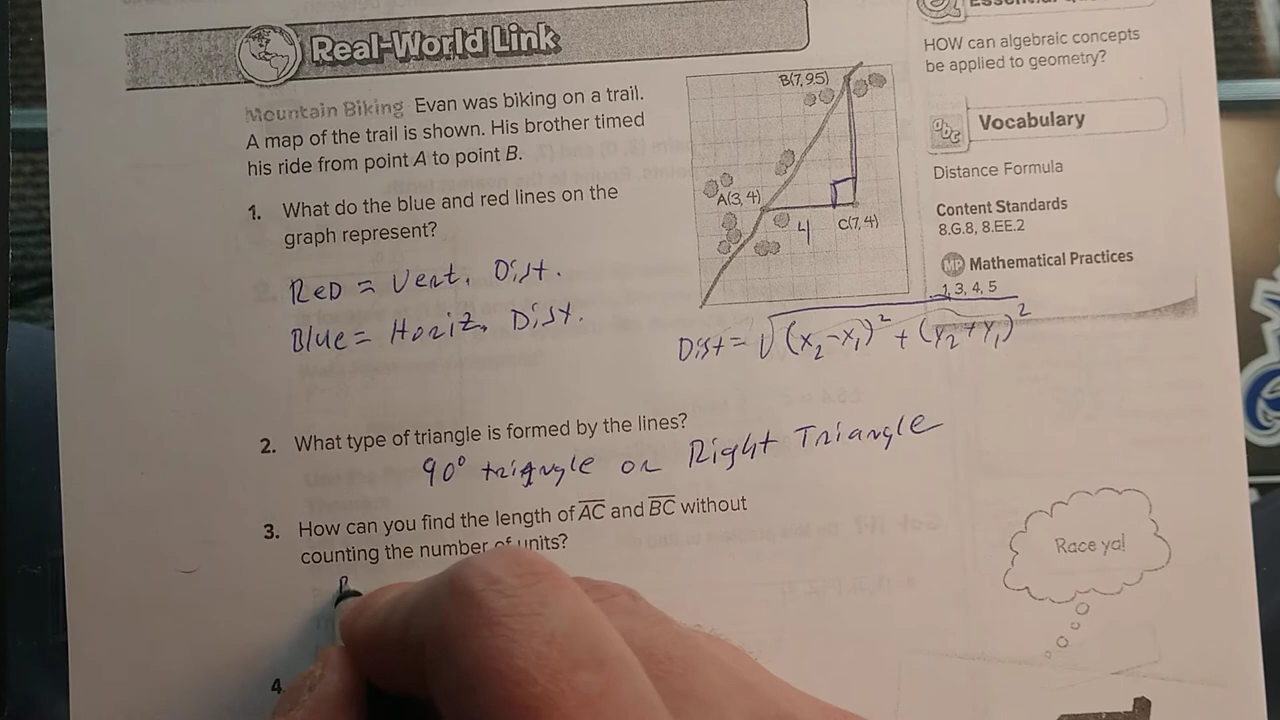 Real-World Link
Mountain Biking Evan was biking on a trail.
A map of the trail is shown. His brother timed
his ride from point A to point B.
1. What do the blue and red lines on the
graph represent?
Red = Vert. Dist.
Blue = Horiz. Dist.
B(7, 9.5)
A(3, 4)
4
C(7, 4)
Dist = √(x₂-x₁)² + (y₂+y₁)²
2. What type of triangle is formed by the lines?
90° triangle or Right Triangle
3. How can you find the length of AC and BC without
counting the number of units?
4
HOW can algebraic concepts
be applied to geometry?
abc
Vocabulary
Distance Formula
Content Standards
8.G.8, 8.EE.2
MP Mathematical Practices
1, 3, 4, 5
Race ya!